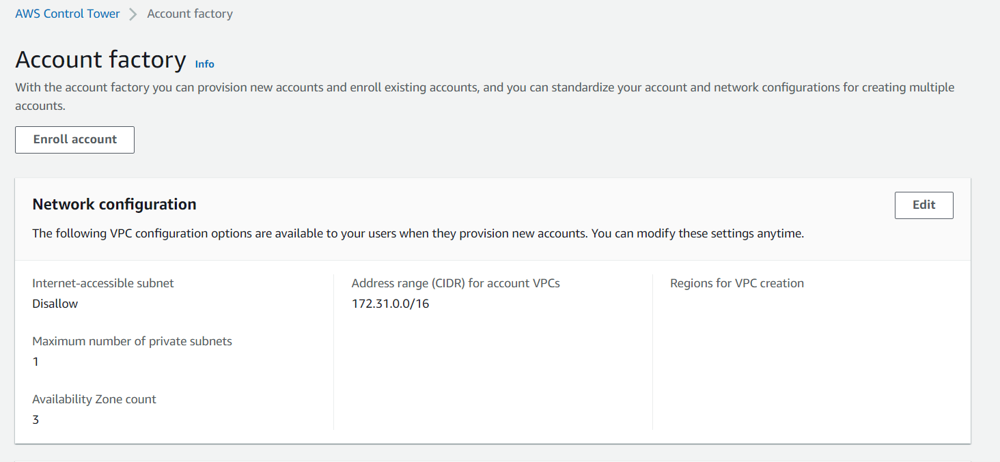 AWS Control Tower > Account factory
Account factory Info
With the account factory you can provision new accounts and enroll existing accounts, and you can standardize your account and network configurations for creating multiple
accounts.
Enroll account
Network configuration
Edit
The following VPC configuration options are available to your users when they provision new accounts. You can modify these settings anytime.
Internet-accessible subnet
Disallow
Maximum number of private subnets
1
Availability Zone count
3
Address range (CIDR) for account VPCs
172.31.0.0/16
Regions for VPC creation